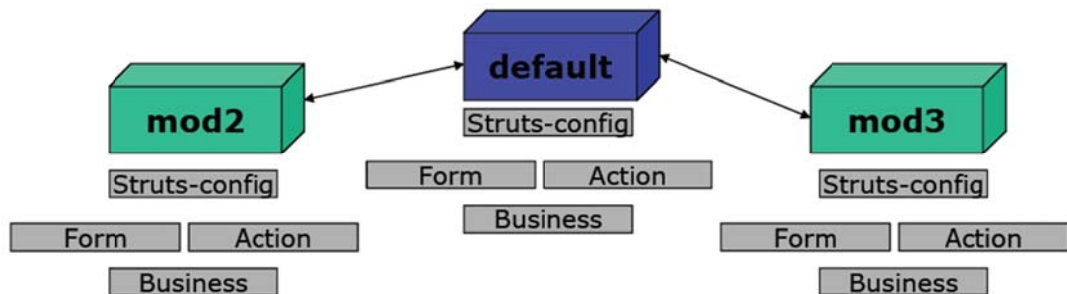 default
mod2
mod3
Struts-config
Form Action
Business
Struts-config
Form Action
Business
Struts-config
Form Action
Business